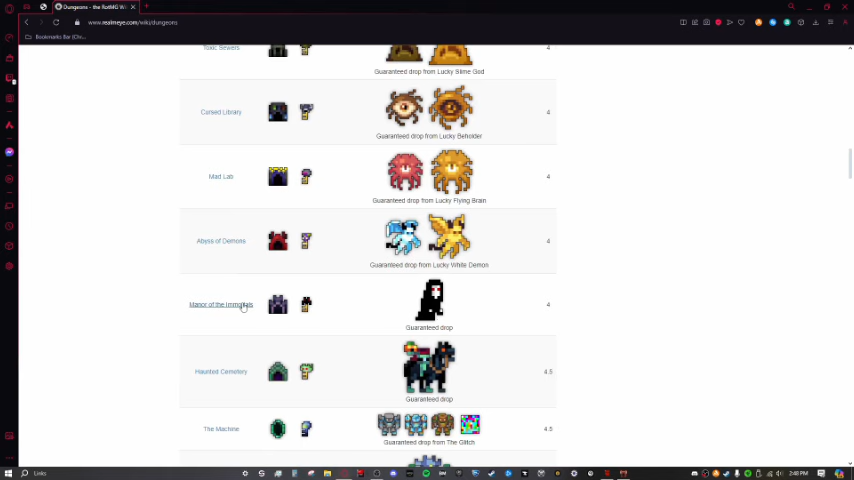 Dungeons - the RotMG Wi
www.realmeye.com/wiki/dungeons
Bookmarks Bar (Chr...
Toxic Sewers
4
Guaranteed drop from Lucky Slime God
Cursed Library
4
Guaranteed drop from Lucky Beholder
Mad Lab
4
Guaranteed drop from Lucky Flying Brain
Abyss of Demons
4
Guaranteed drop from Lucky White Demon
Manor of the Immortals
4
Guaranteed drop
Haunted Cemetery
4.5
Guaranteed drop
The Machine
4.5
Guaranteed drop from The Glitch
Links
2:48 PM